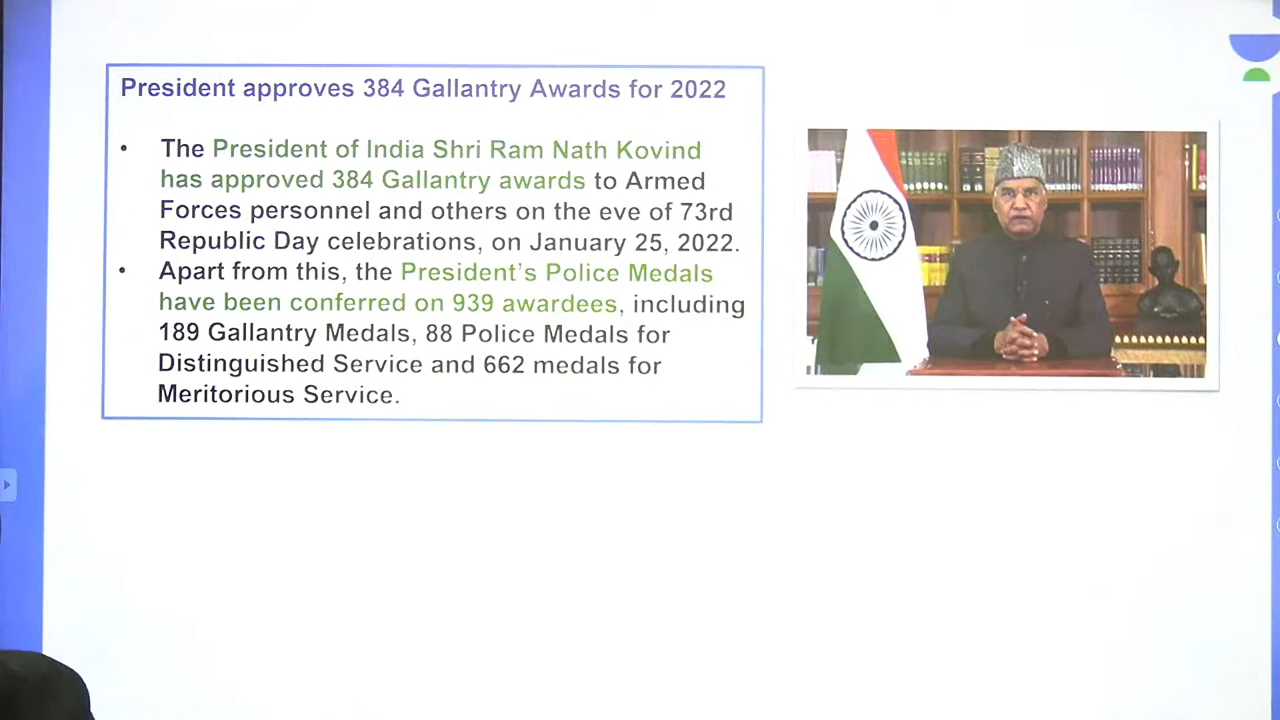 President approves 384 Gallantry Awards for 2022
• The President of India Shri Ram Nath Kovind
has approved 384 Gallantry awards to Armed
Forces personnel and others on the eve of 73rd
Republic Day celebrations, on January 25, 2022.
• Apart from this, the President's Police Medals
have been conferred on 939 awardees, including
189 Gallantry Medals, 88 Police Medals for
Distinguished Service and 662 medals for
Meritorious Service.